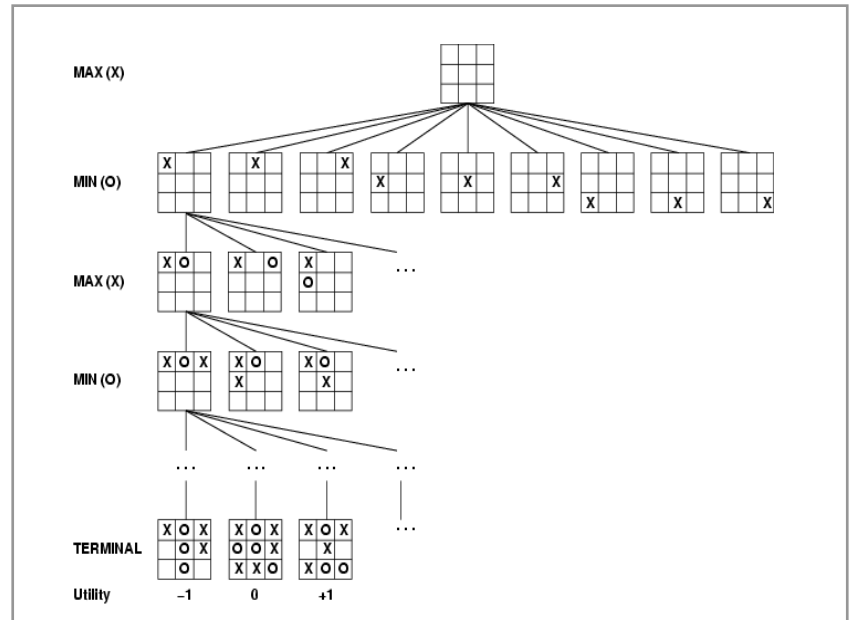 MAX (X)
MIN (O)
X X X X X X X X X
MAX (X)
X O X O X
O
...
MIN (O)
X O X X O X O
X X
...
... ... ... ...
TERMINAL
X O X X O X X O X
O X O O X X
O X X O X O O
...
Utility −1 0 +1